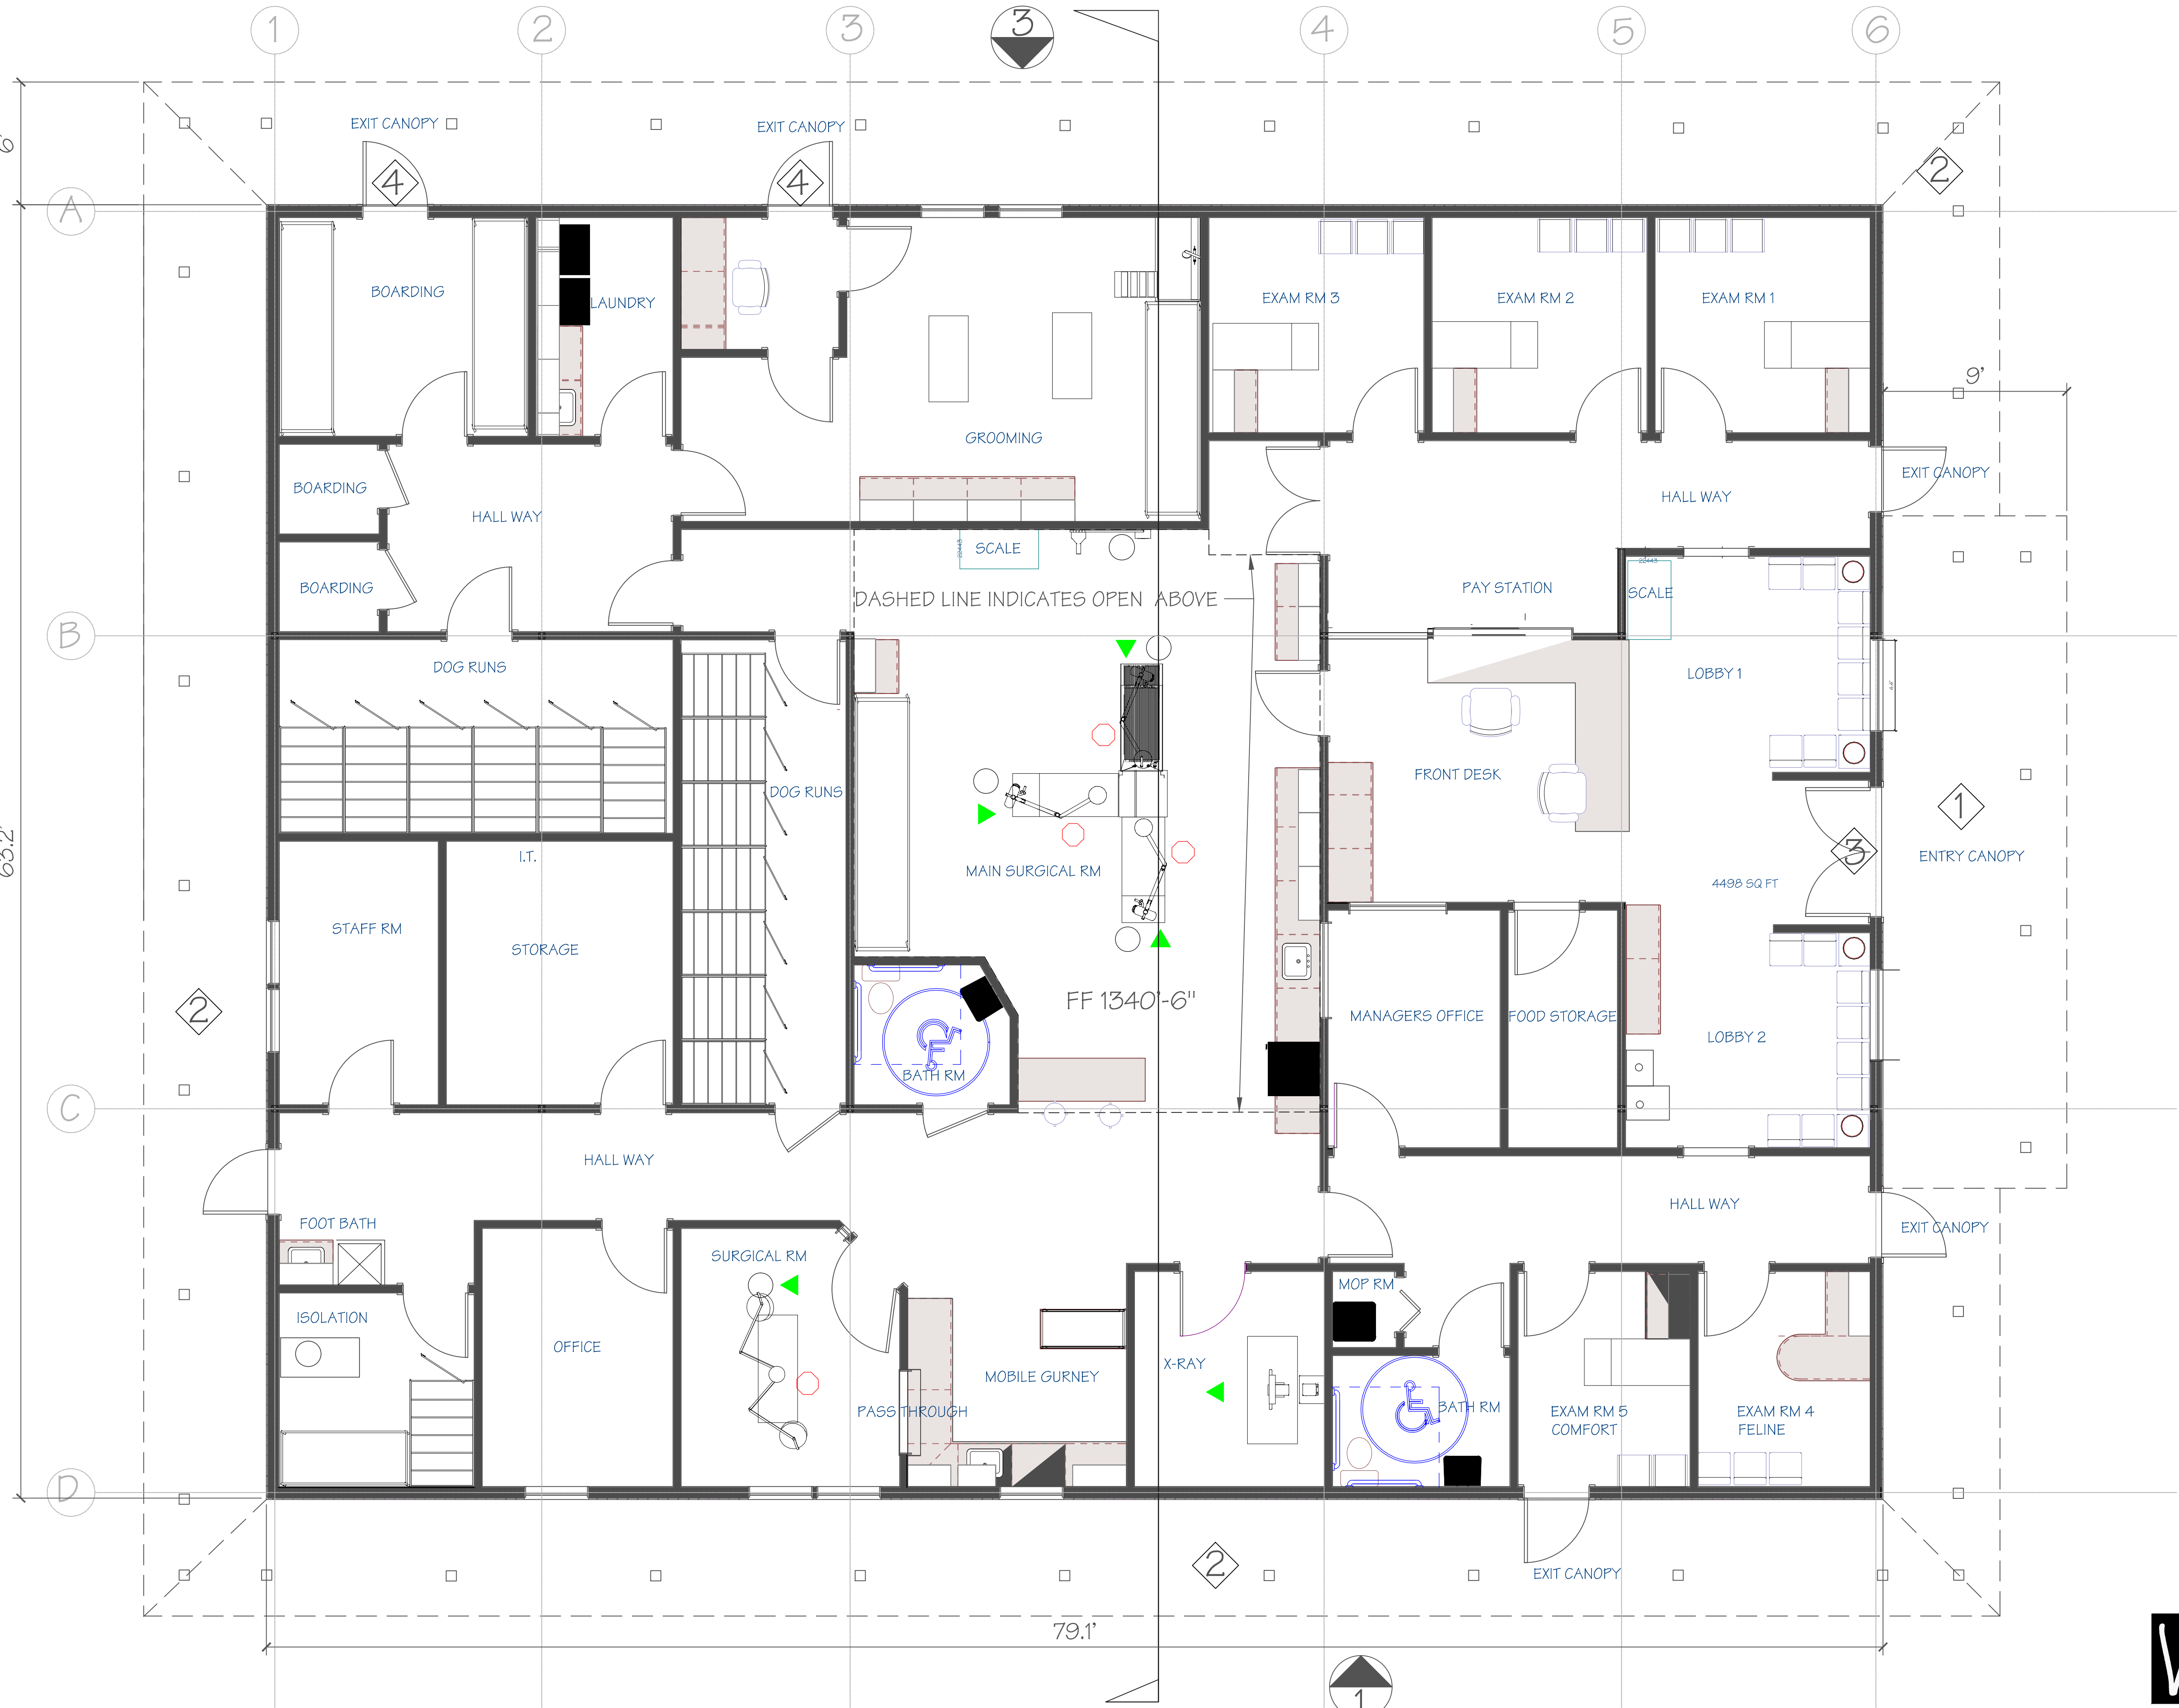 1
2
3
3
4
5
6
6'
EXIT CANOPY
EXIT CANOPY
4
4
2
A
BOARDING
LAUNDRY
EXAM RM 3
EXAM RM 2
EXAM RM 1
9'
GROOMING
EXIT CANOPY
BOARDING
HALL WAY
HALL WAY
22443
SCALE
22443
BOARDING
PAY STATION
SCALE
DASHED LINE INDICATES OPEN ABOVE
B
DOG RUNS
LOBBY 1
DOG RUNS
FRONT DESK
1
63.2'
3
I.T.
MAIN SURGICAL RM
ENTRY CANOPY
4498 SQ FT
STAFF RM
STORAGE
FF 1340'-6"
2
MANAGERS OFFICE
FOOD STORAGE
LOBBY 2
BATH RM
C
HALL WAY
HALL WAY
FOOT BATH
EXIT CANOPY
SURGICAL RM
MOP RM
ISOLATION
OFFICE
X-RAY
MOBILE GURNEY
PASS THROUGH
BATH RM
EXAM RM 5
COMFORT
EXAM RM 4
FELINE
D
2
EXIT CANOPY
79.1'
1